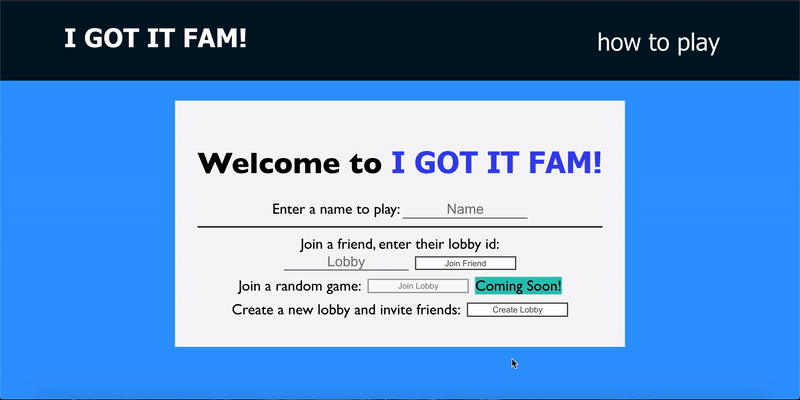 I GOT IT FAM!
how to play
Welcome to I GOT IT FAM!
Enter a name to play: Name
Join a friend, enter their lobby id:
Lobby Join Friend
Join a random game: Join Lobby Coming Soon!
Create a new lobby and invite friends: Create Lobby